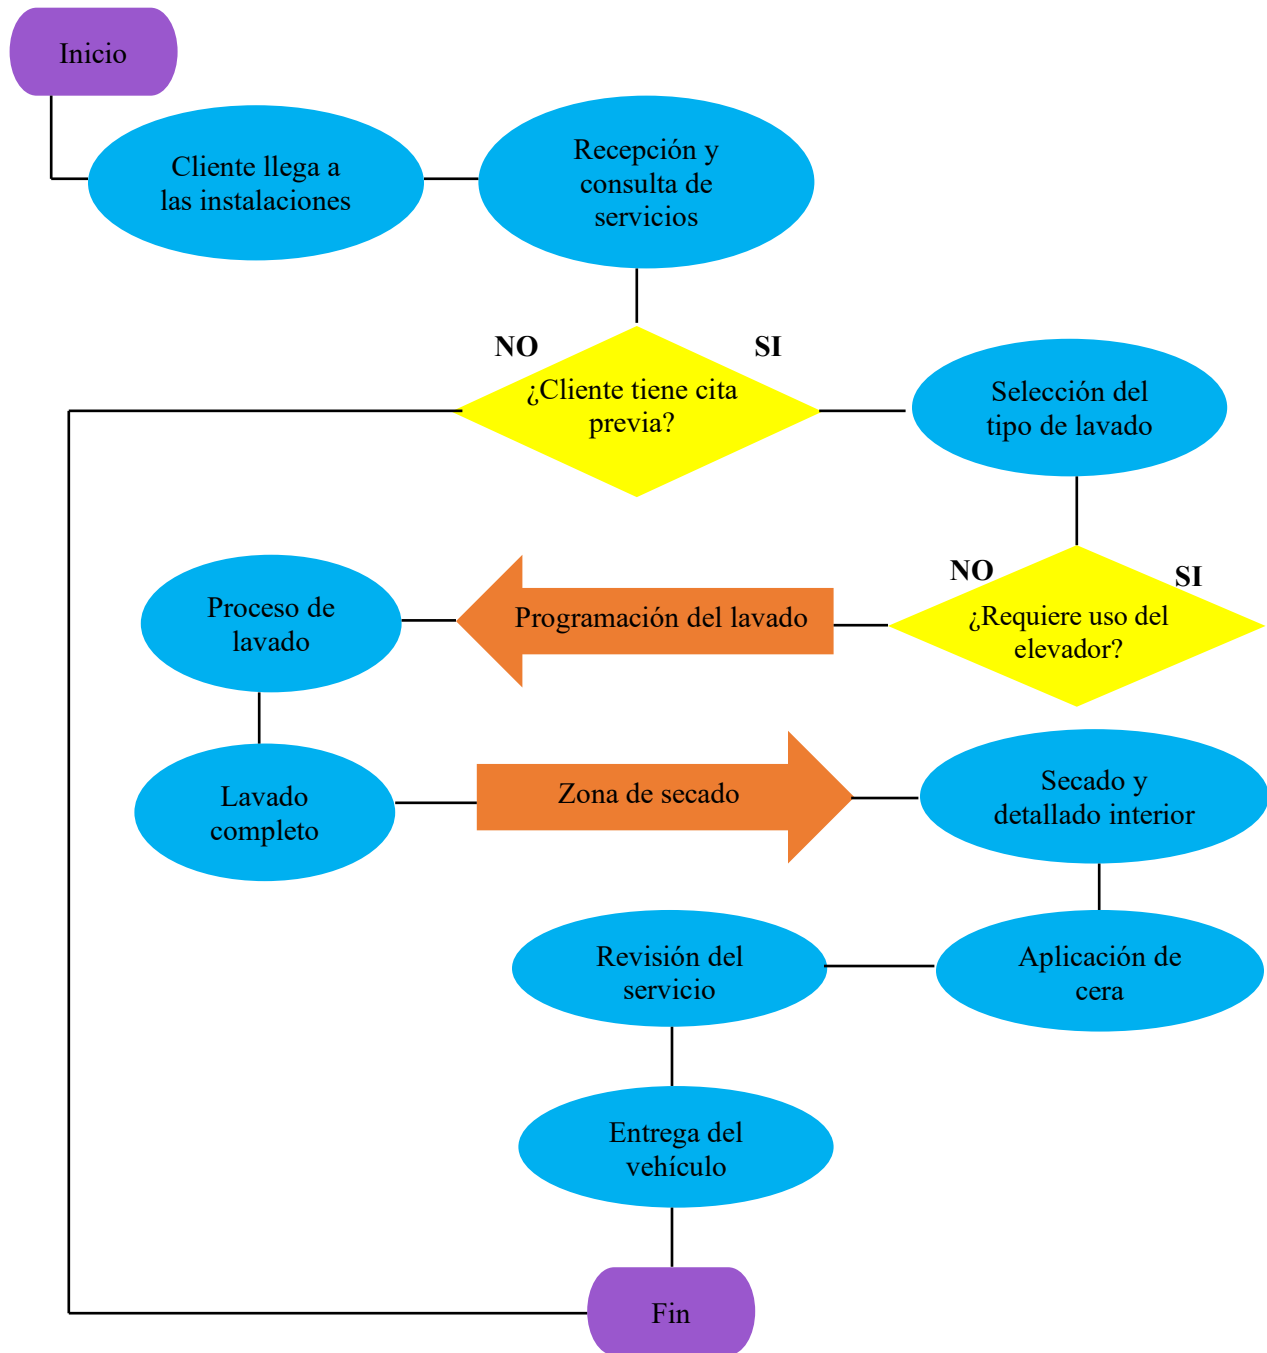 Inicio
Cliente llega a
las instalaciones
Recepción y
consulta de
servicios
NO
SI
¿Cliente tiene cita
previa?
Selección del
tipo de lavado
NO
SI
¿Requiere uso del
elevador?
Programación del lavado
Proceso de
lavado
Lavado
completo
Zona de secado
Secado y
detallado interior
Aplicación de
cera
Revisión del
servicio
Entrega del
vehículo
Fin